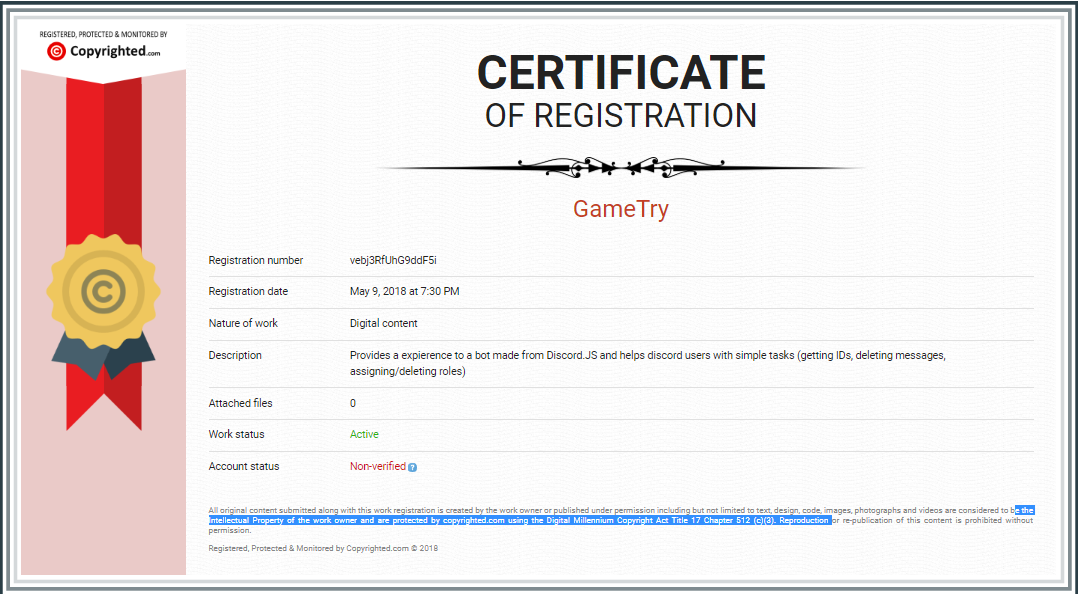 REGISTERED, PROTECTED & MONITORED BY
© Copyrighted.com
CERTIFICATE
OF REGISTRATION
GameTry
Registration number vebj3RfUhG9ddF5i
Registration date May 9, 2018 at 7:30 PM
Nature of work Digital content
Description Provides a expierence to a bot made from Discord.JS and helps discord users with simple tasks (getting IDs, deleting messages,
assigning/deleting roles)
Attached files 0
Work status Active
Account status Non-verified ?
All original content submitted along with this work registration is created by the work owner or published under permission including but not limited to text, design, code, images, photographs and videos are considered to be the
Intellectual Property of the work owner and are protected by copyrighted.com using the Digital Millennium Copyright Act Title 17 Chapter 512 (c)(3). Reproduction or re-publication of this content is prohibited without
permission.
Registered, Protected & Monitored by Copyrighted.com © 2018
©